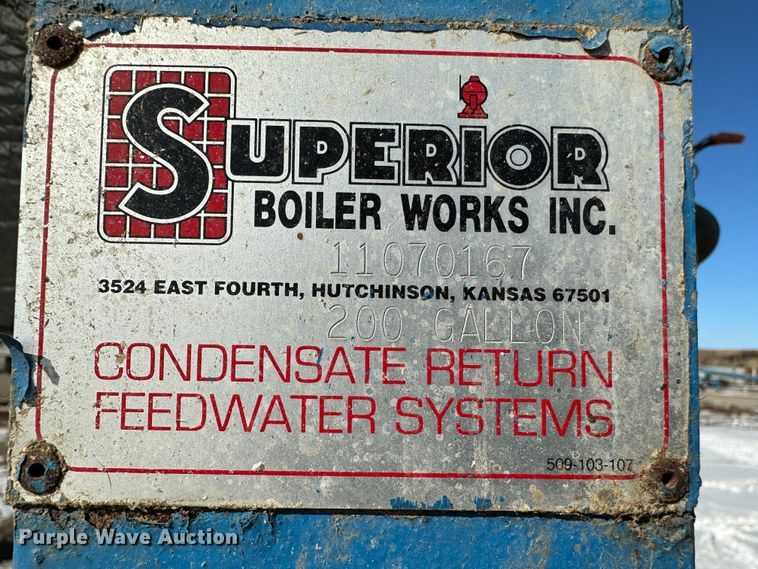 SUPERIOR
BOILER WORKS INC.
11070167
3524 EAST FOURTH, HUTCHINSON, KANSAS 67501
200 GALLON
CONDENSATE RETURN
FEEDWATER SYSTEMS
509-103-107
Purple Wave Auction